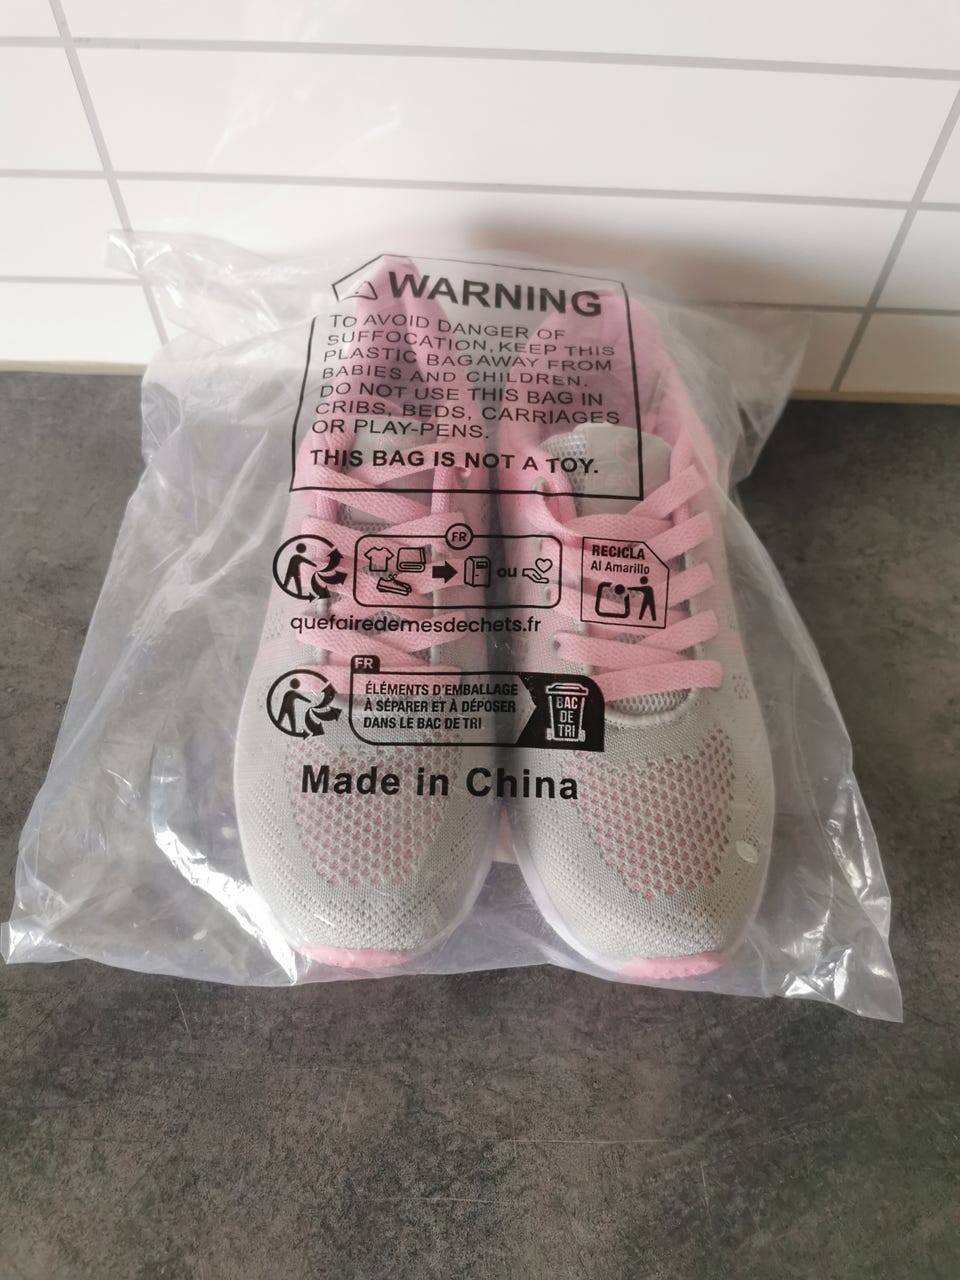 WARNING
TO AVOID DANGER OF
SUFFOCATION, KEEP THIS
PLASTIC BAG AWAY FROM
BABIES AND CHILDREN.
DO NOT USE THIS BAG IN
CRIBS, BEDS, CARRIAGES
OR PLAY-PENS.
THIS BAG IS NOT A TOY.
FR
ou
RECICLA
Al Amarillo
quefairedemesdechets.fr
FR
ÉLÉMENTS D'EMBALLAGE
À SÉPARER ET À DÉPOSER
DANS LE BAC DE TRI
BAC
DE
TRI
Made in China